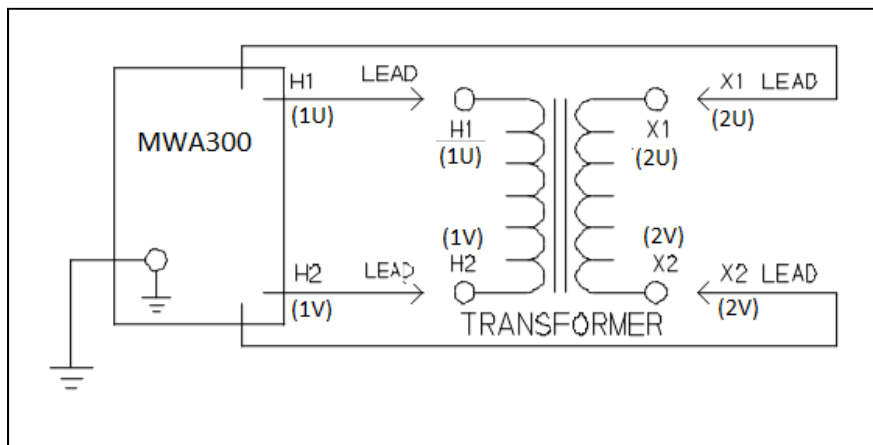 H1 LEAD
(1U)
MWA300
H1
(1U)
X1
(2U)
X1 LEAD
(2U)
(1V)
H2
(2V)
X2
H2 LEAD
(1V)
X2 LEAD
(2V)
TRANSFORMER